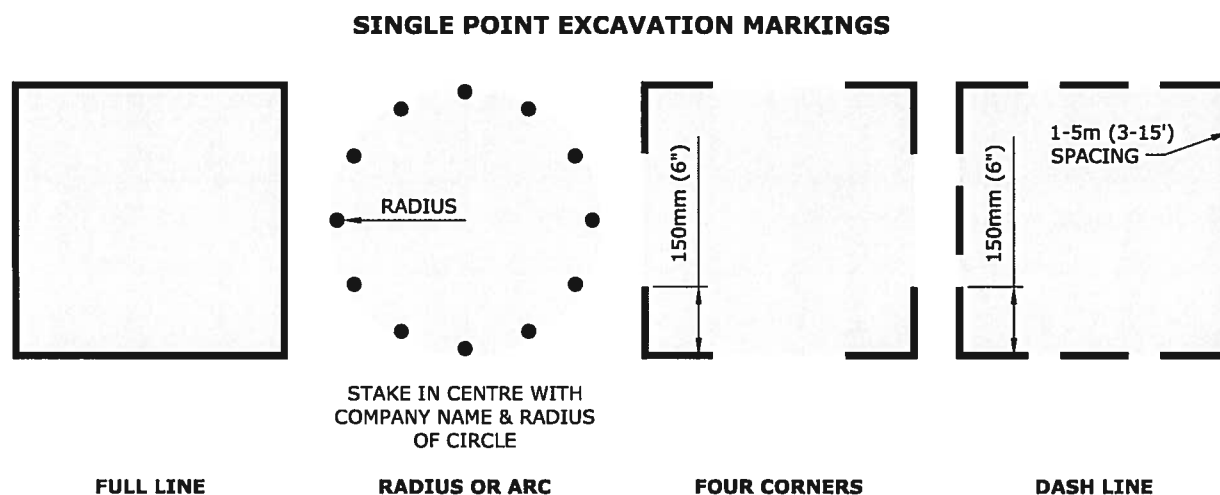 SINGLE POINT EXCAVATION MARKINGS
RADIUS
150mm (6")
150mm (6")
1-5m (3-15')
SPACING
STAKE IN CENTRE WITH
COMPANY NAME & RADIUS
OF CIRCLE
FULL LINE
RADIUS OR ARC
FOUR CORNERS
DASH LINE